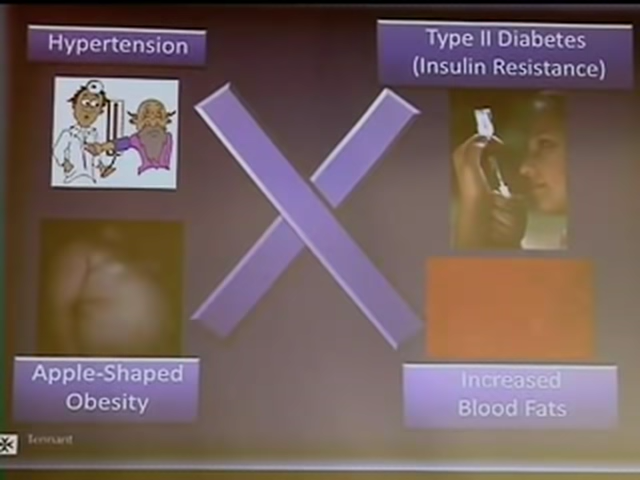 Hypertension
Type II Diabetes
(Insulin Resistance)
Apple-Shaped
Obesity
Increased
Blood Fats
Tennant